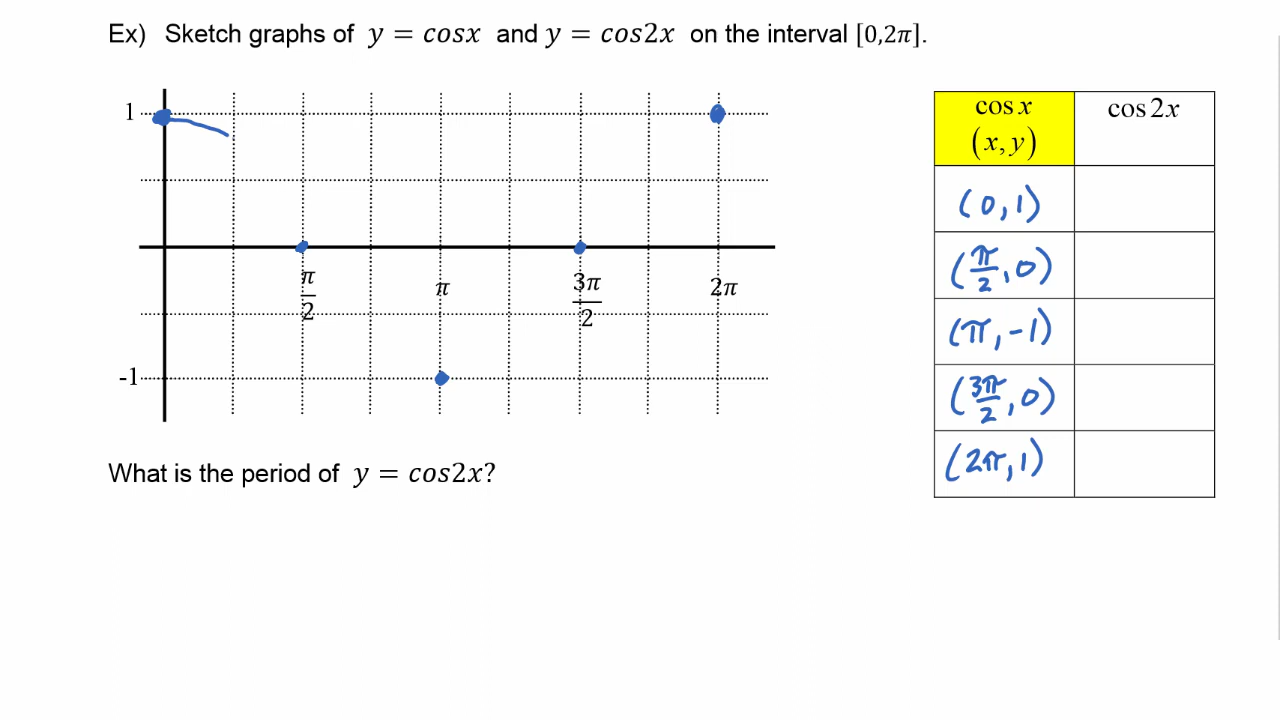 Ex) Sketch graphs of y = cosx and y = cos2x on the interval [0,2π].
1
-1
π/2
π
3π/2
2π
cos x
(x, y)
cos 2x
(0, 1)
(π/2, 0)
(π, -1)
(3π/2, 0)
(2π, 1)
What is the period of y = cos2x?